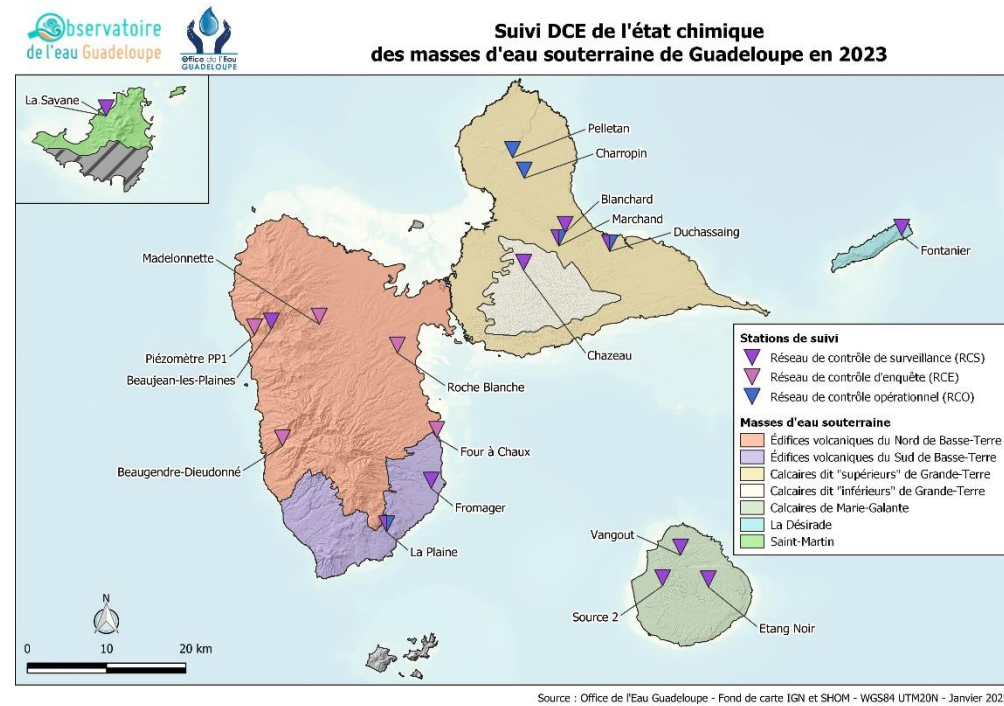 Observatoire
de l'eau Guadeloupe
Office de l'Eau
GUADELOUPE
Suivi DCE de l'état chimique
des masses d'eau souterraine de Guadeloupe en 2023
La Savane
Pelletan
Charropin
Blanchard
Marchand
Duchassaing
Fontanier
Madelonnette
Piézomètre PP1
Beaujean-les-Plaines
Chazeau
Roche Blanche
Beaugendre-Dieudonné
Four à Chaux
Fromager
La Plaine
Vangout
Source 2
Etang Noir
Stations de suivi
Réseau de contrôle de surveillance (RCS)
Réseau de contrôle d'enquête (RCE)
Réseau de contrôle opérationnel (RCO)
Masses d'eau souterraine
Édifices volcaniques du Nord de Basse-Terre
Édifices volcaniques du Sud de Basse-Terre
Calcaires dit "supérieurs" de Grande-Terre
Calcaires dit "inférieurs" de Grande-Terre
Calcaires de Marie-Galante
La Désirade
Saint-Martin
N
0 10 20 km
Source : Office de l'Eau Guadeloupe - Fond de carte IGN et SHOM - WGS84 UTM20N - Janvier